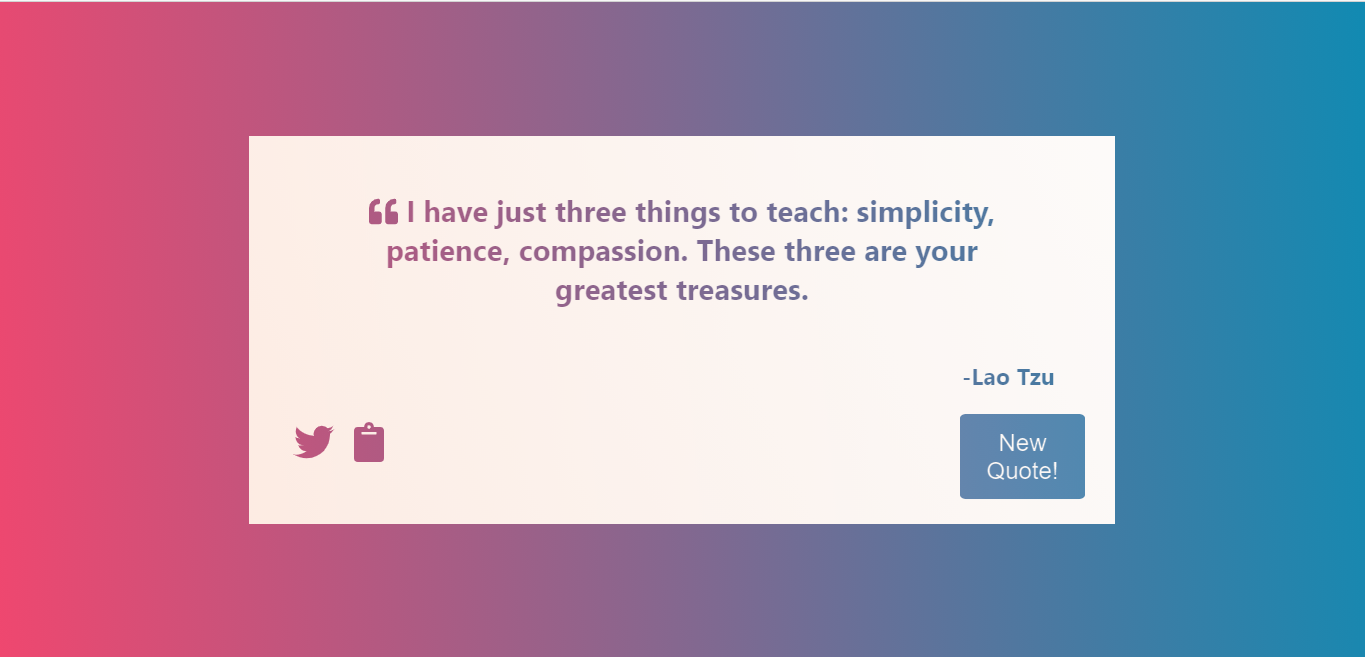 ❝ I have just three things to teach: simplicity,
patience, compassion. These three are your
greatest treasures.
-Lao Tzu
New
Quote!